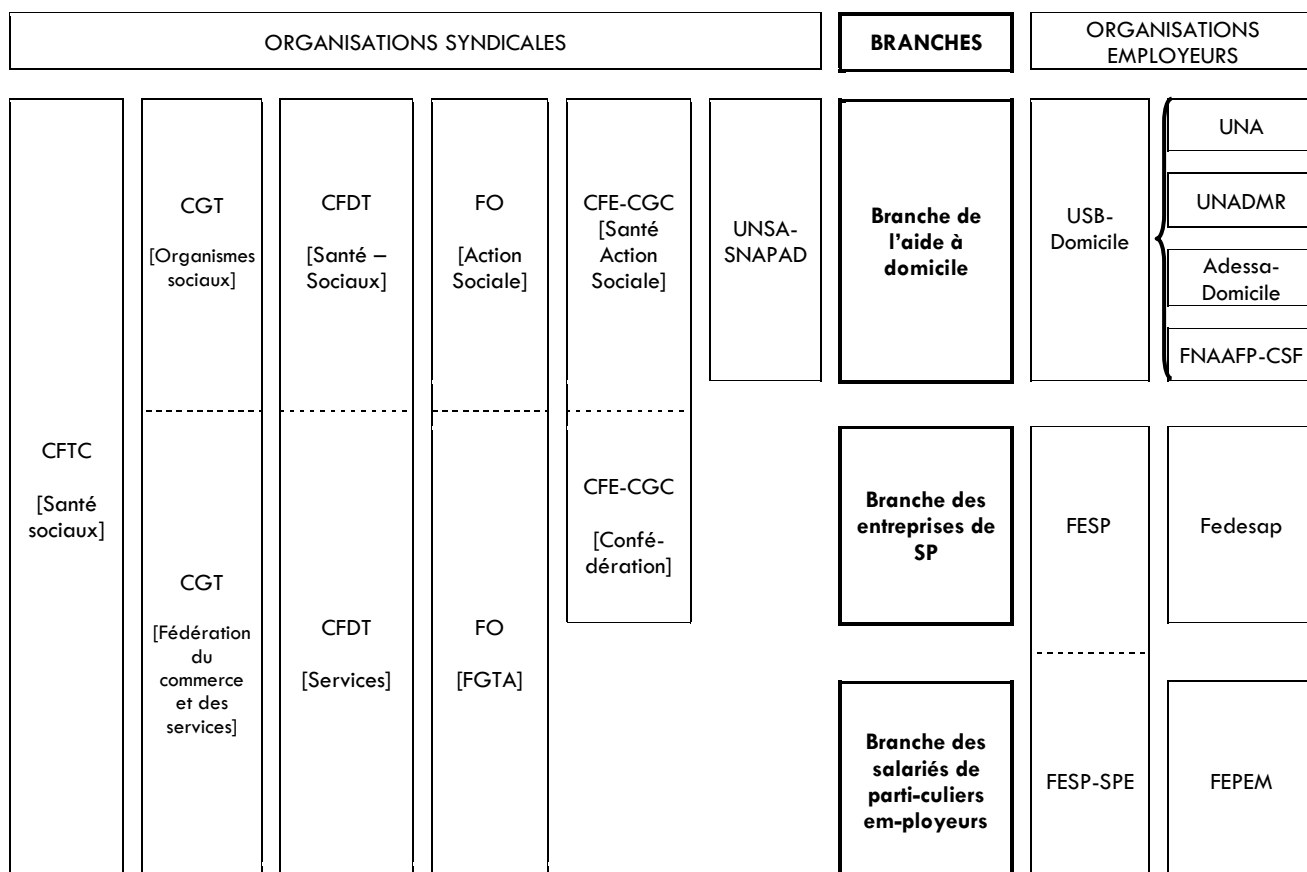 ORGANISATIONS SYNDICALES
BRANCHES
ORGANISATIONS
EMPLOYEURS
CFTC
[Santé
sociaux]
CGT
[Organismes
sociaux]
CGT
[Fédération
du
commerce
et des
services]
CFDT
[Santé –
Sociaux]
CFDT
[Services]
FO
[Action
Sociale]
FO
[FGTA]
CFE-CGC
[Santé
Action
Sociale]
CFE-CGC
[Confé-
dération]
UNSA-
SNAPAD
Branche de
l’aide à
domicile
Branche des
entreprises de
SP
Branche des
salariés de
parti-culiers
em-ployeurs
USB-
Domicile
FESP
FESP-SPE
UNA
UNADMR
Adessa-
Domicile
FNAAFP-CSF
Fedesap
FEPEM